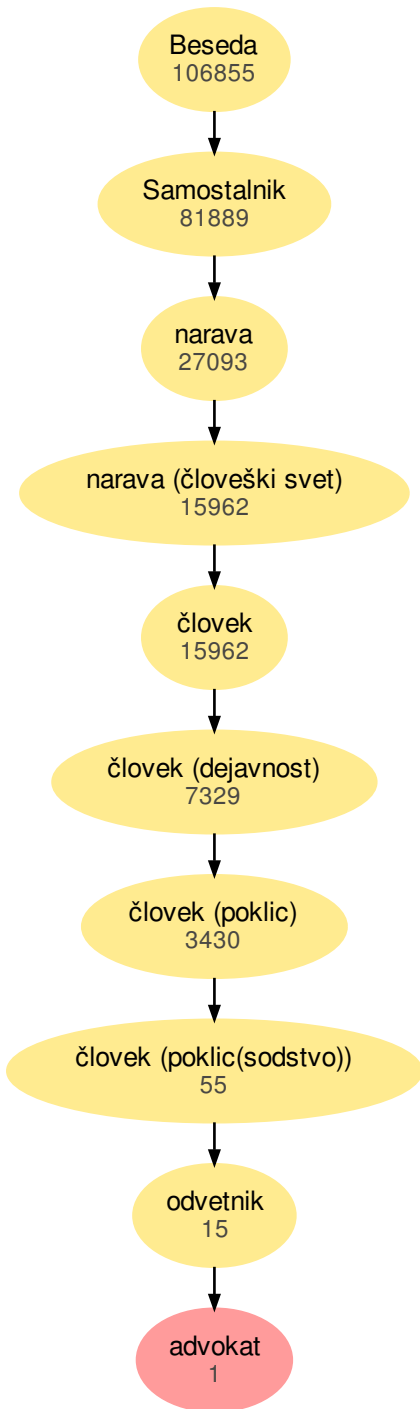 Beseda
106855
Samostalnik
81889
narava
27093
narava (človeški svet)
15962
človek
15962
človek (dejavnost)
7329
človek (poklic)
3430
človek (poklic(sodstvo))
55
odvetnik
15
advokat
1